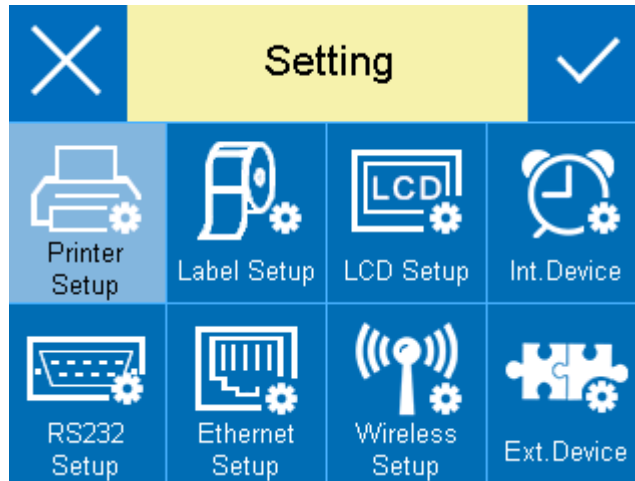 Setting
LCD
Printer
Setup
Label Setup
LCD Setup
Int.Device
RS232
Setup
Ethernet
Setup
Wireless
Setup
Ext.Device